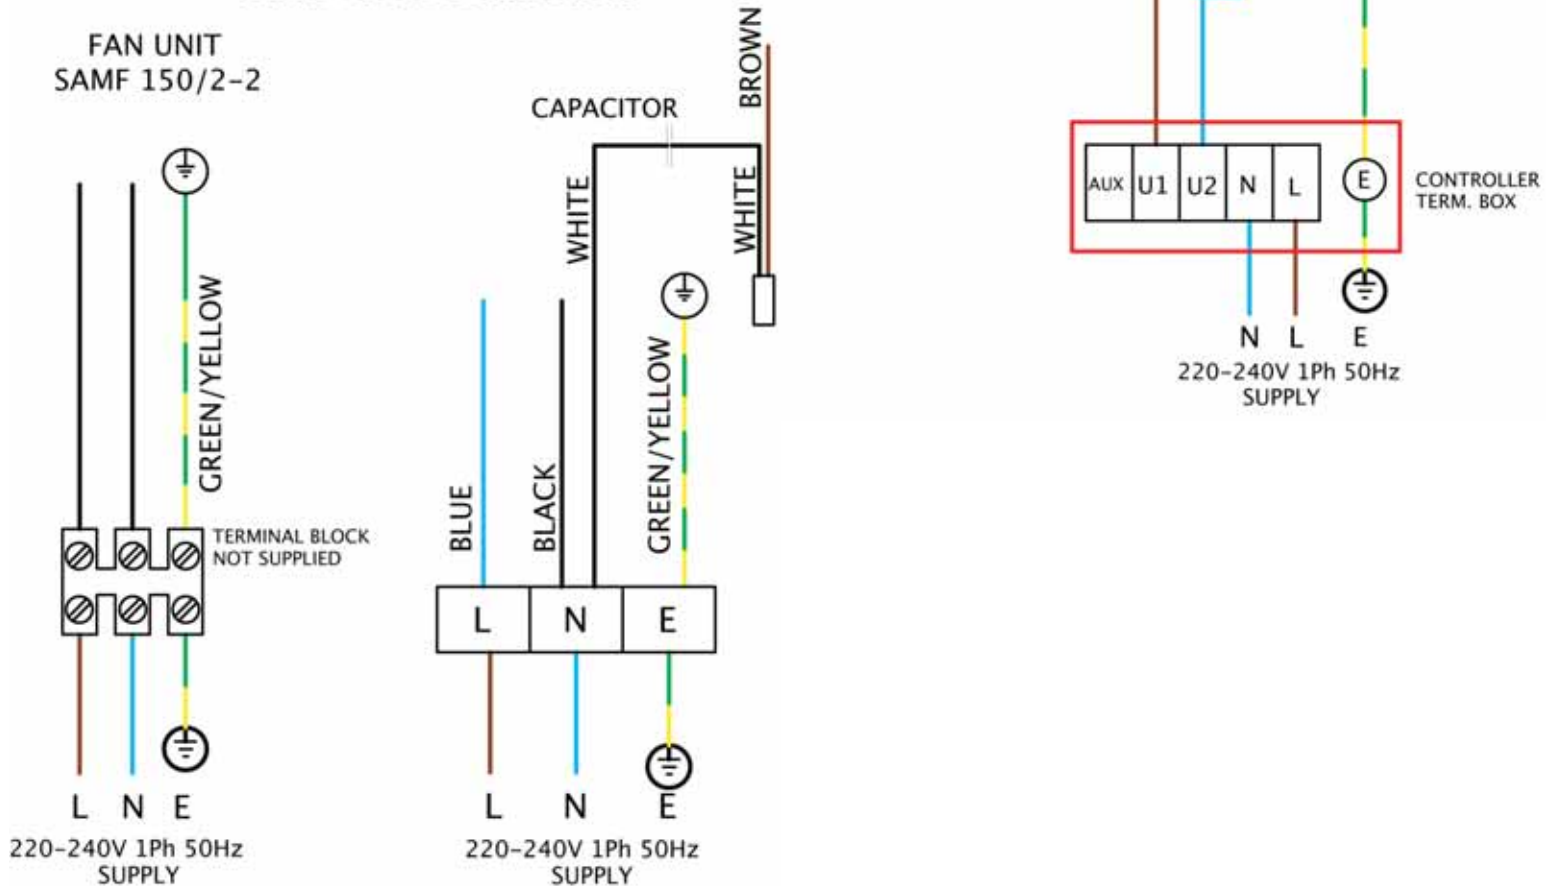 FAN UNIT
SAMF 150/2-2
GREEN/YELLOW
TERMINAL BLOCK
NOT SUPPLIED
L N E
220-240V 1Ph 50Hz
SUPPLY
CAPACITOR
BROWN
WHITE
WHITE
BLUE
BLACK
GREEN/YELLOW
L N E
L N E
220-240V 1Ph 50Hz
SUPPLY
AUX U1 U2 N L E
CONTROLLER
TERM. BOX
N L E
220-240V 1Ph 50Hz
SUPPLY